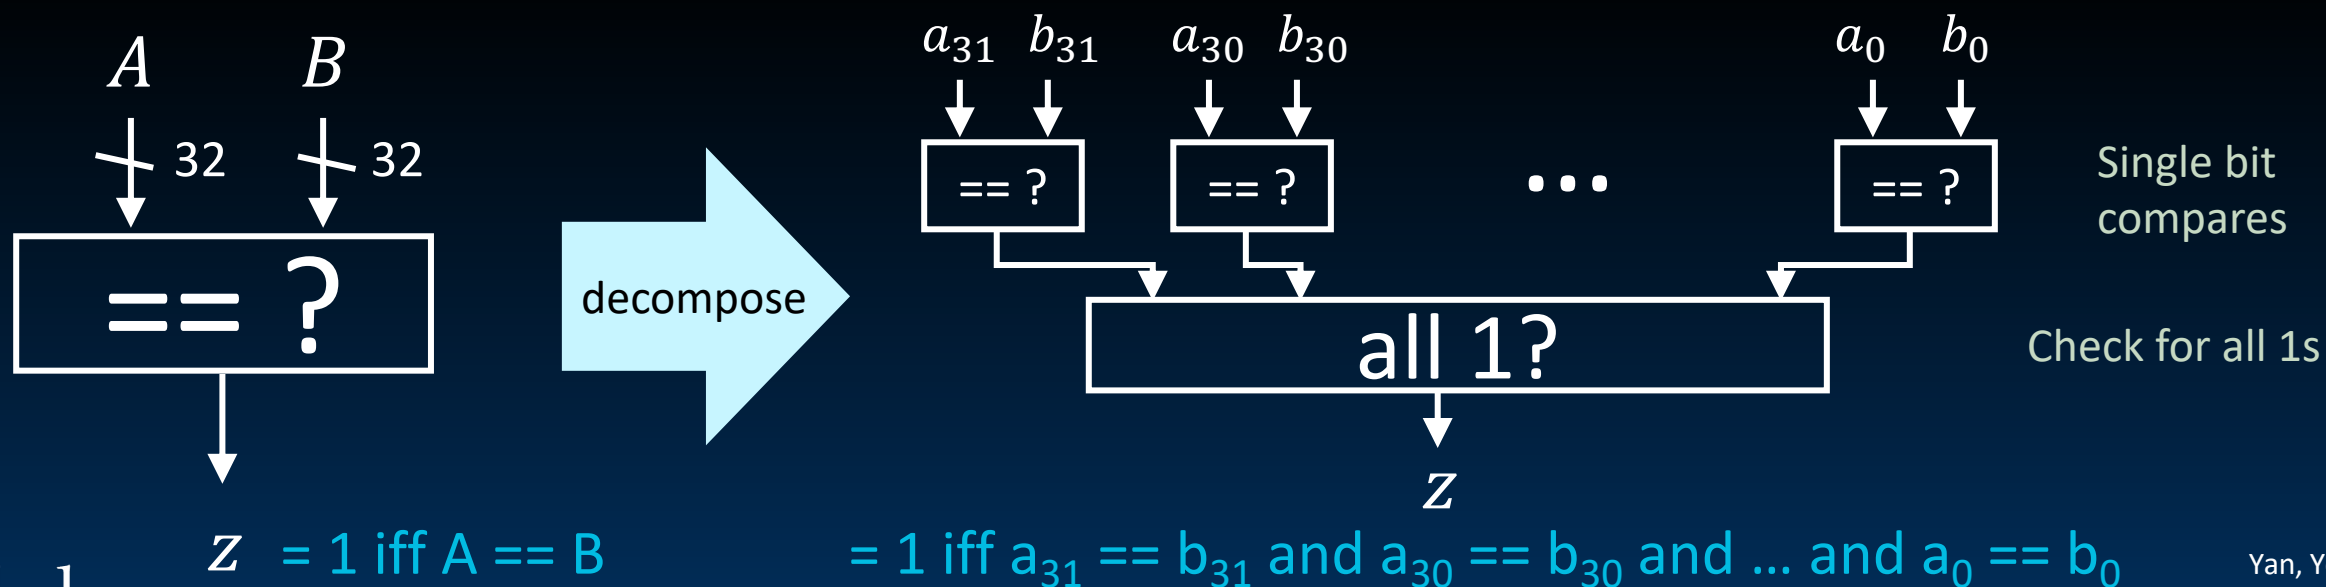 A B
32 32
== ?
z = 1 iff A == B
decompose
a₃₁ b₃₁ a₃₀ b₃₀ a₀ b₀
== ? == ? ... == ?
Single bit
compares
all 1?
Check for all 1s
z
= 1 iff a₃₁ == b₃₁ and a₃₀ == b₃₀ and ... and a₀ == b₀
Yan, Y